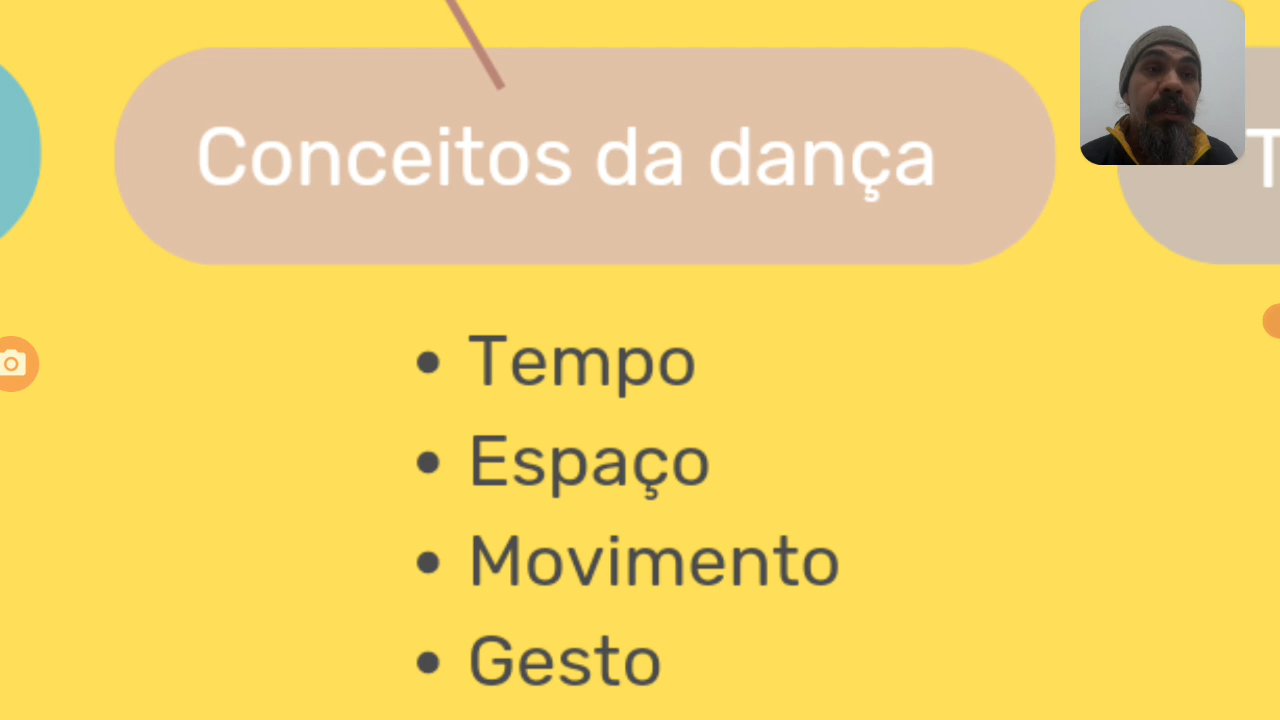 Conceitos da dança
T
• Tempo
• Espaço
• Movimento
• Gesto